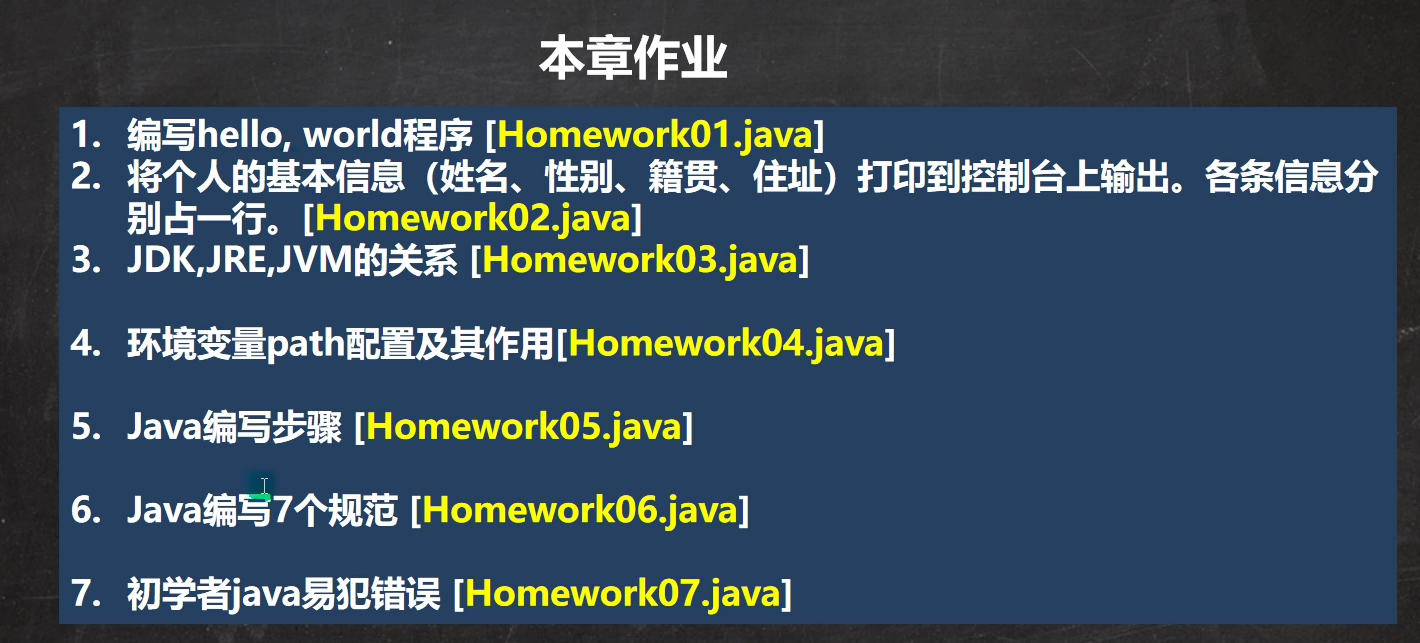 本章作业
1. 编写hello, world程序 [Homework01.java]
2. 将个人的基本信息（姓名、性别、籍贯、住址）打印到控制台上输出。各条信息分
别占一行。[Homework02.java]
3. JDK,JRE,JVM的关系 [Homework03.java]
4. 环境变量path配置及其作用[Homework04.java]
5. Java编写步骤 [Homework05.java]
6. Java编写7个规范 [Homework06.java]
7. 初学者java易犯错误 [Homework07.java]